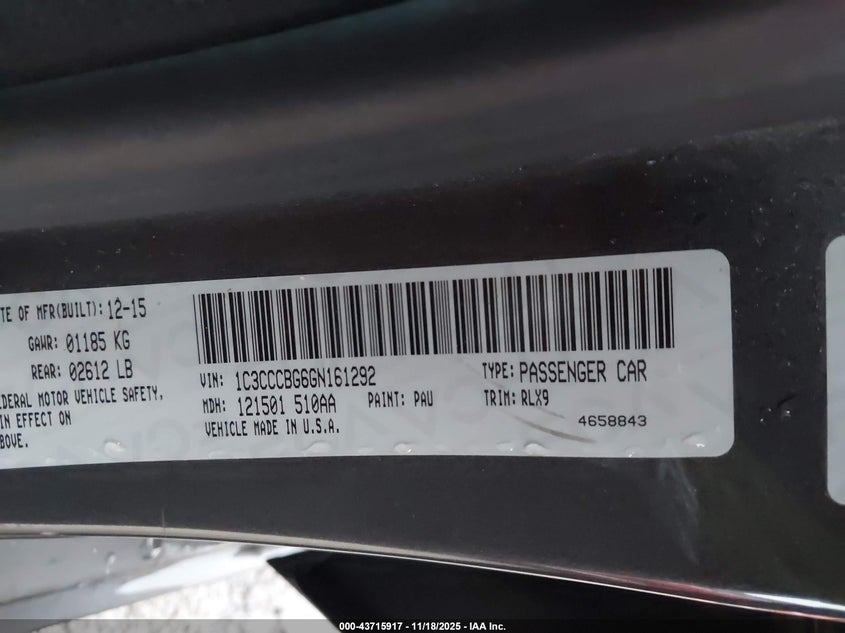 TE OF MFR(BUILT): 12-15
GAWR: 01185 KG
REAR: 02612 LB
EDERAL MOTOR VEHICLE SAFETY,
IN EFFECT ON
ABOVE.
VIN: 1C3CCCBG6GN161292
TYPE: PASSENGER CAR
MDH: 121501 510AA
PAINT: PAU
TRIM: RLX9
VEHICLE MADE IN U.S.A.
4658843
000-43715917 - 11/18/2025 - IAA Inc.